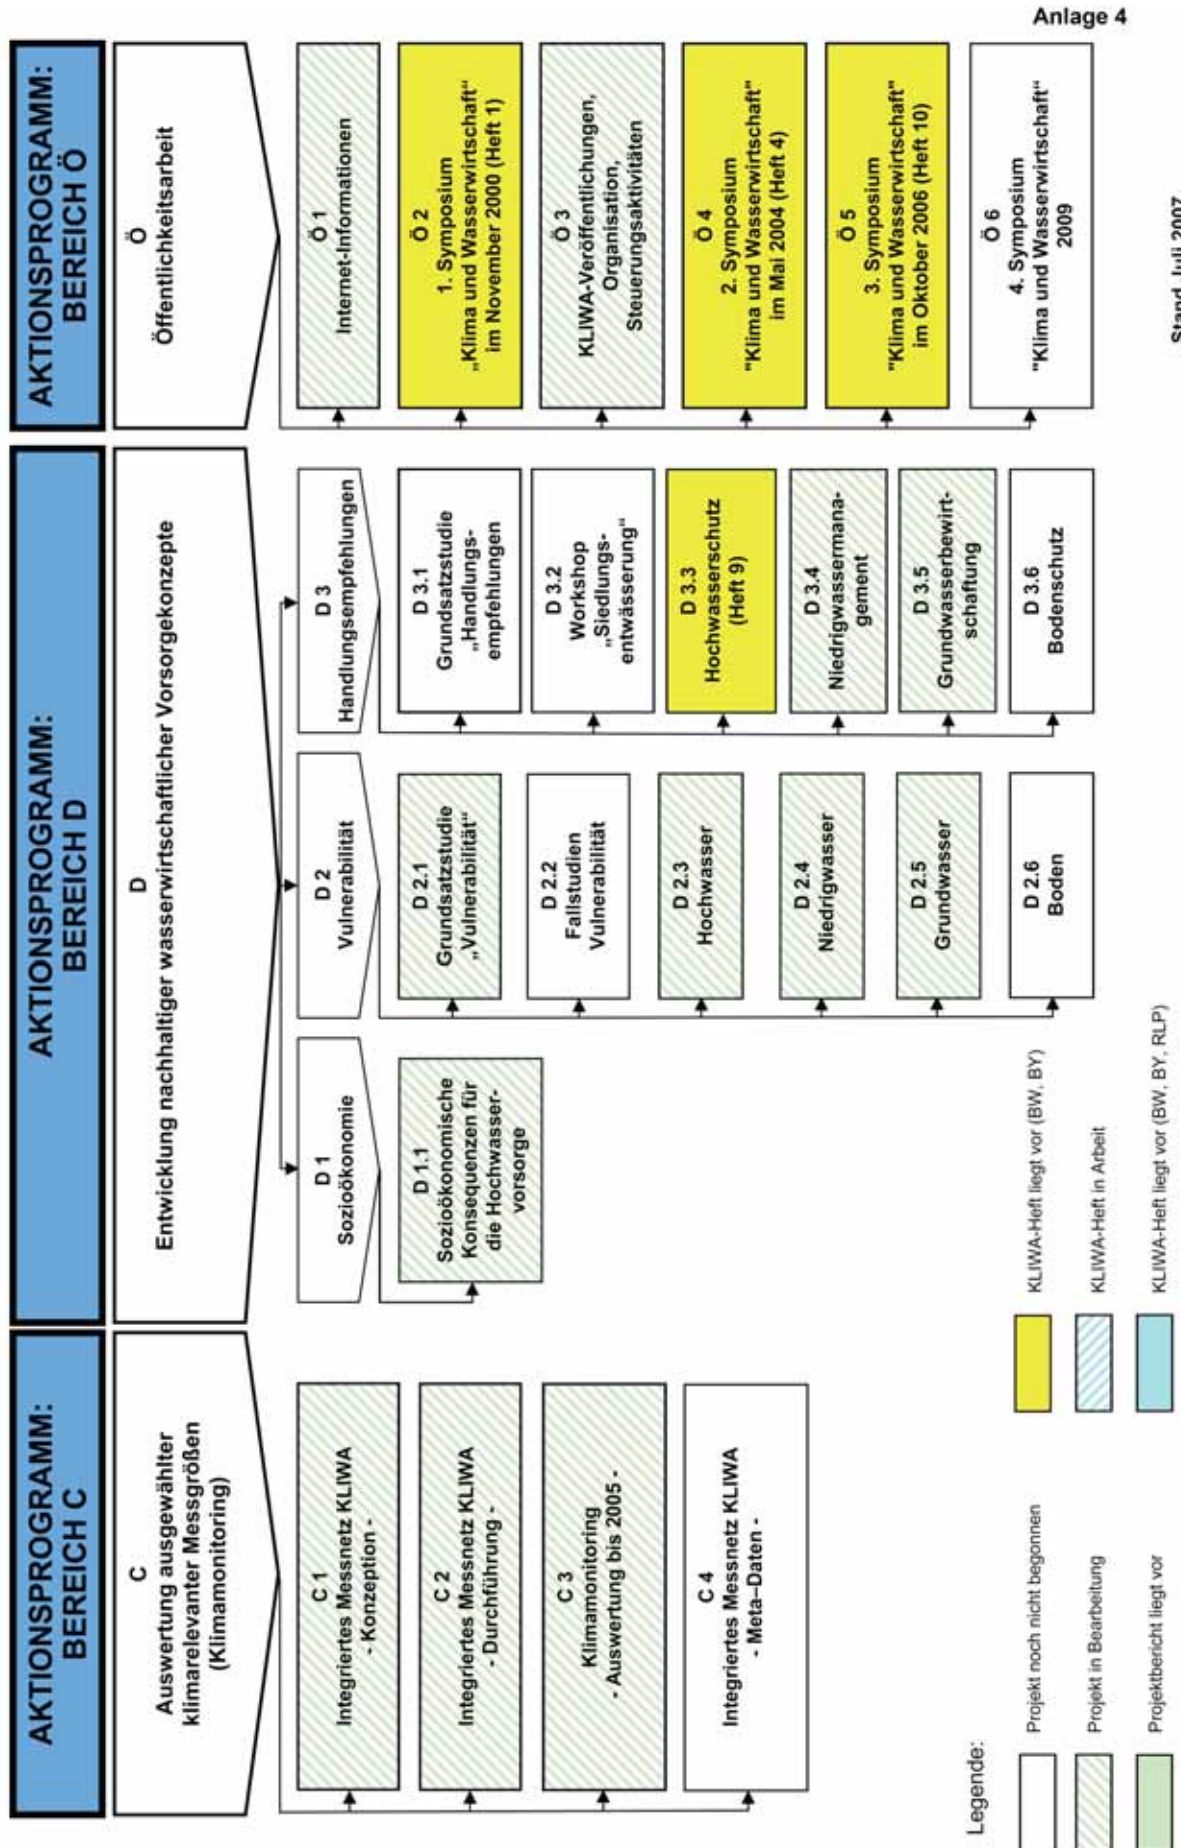 Anlage 4
AKTIONSPROGRAMM:
BEREICH C
C
Auswertung ausgewählter
klimarelevanter Messgrößen
(Klimamonitoring)
C 1
Integriertes Messnetz KLIWA
- Konzeption -
C 2
Integriertes Messnetz KLIWA
- Durchführung -
C 3
Klimamonitoring
- Auswertung bis 2005 -
C 4
Integriertes Messnetz KLIWA
- Meta–Daten -
AKTIONSPROGRAMM:
BEREICH D
D
Entwicklung nachhaltiger wasserwirtschaftlicher Vorsorgekonzepte
D 1
Sozioökonomie
D 1.1
Sozioökonomische
Konsequenzen für
die Hochwasser-
vorsorge
D 2
Vulnerabilität
D 2.1
Grundsatzstudie
„Vulnerabilität“
D 2.2
Fallstudien
Vulnerabilität
D 2.3
Hochwasser
D 2.4
Niedrigwasser
D 2.5
Grundwasser
D 2.6
Boden
D 3
Handlungsempfehlungen
D 3.1
Grundsatzstudie
„Handlungs-
empfehlungen
D 3.2
Workshop
„Siedlungs-
entwässerung“
D 3.3
Hochwasserschutz
(Heft 9)
D 3.4
Niedrigwassermana-
gement
D 3.5
Grundwasserbewirt-
schaftung
D 3.6
Bodenschutz
AKTIONSPROGRAMM:
BEREICH Ö
Ö
Öffentlichkeitsarbeit
Ö 1
Internet-Informationen
Ö 2
1. Symposium
„Klima und Wasserwirtschaft“
im November 2000 (Heft 1)
Ö 3
KLIWA-Veröffentlichungen,
Organisation,
Steuerungsaktivitäten
Ö 4
2. Symposium
"Klima und Wasserwirtschaft"
im Mai 2004 (Heft 4)
Ö 5
3. Symposium
"Klima und Wasserwirtschaft"
im Oktober 2006 (Heft 10)
Ö 6
4. Symposium
"Klima und Wasserwirtschaft"
2009
Legende:
Projekt noch nicht begonnen
Projekt in Bearbeitung
Projektbericht liegt vor
KLIWA-Heft liegt vor (BW, BY)
KLIWA-Heft in Arbeit
KLIWA-Heft liegt vor (BW, BY, RLP)
Stand Juli 2007